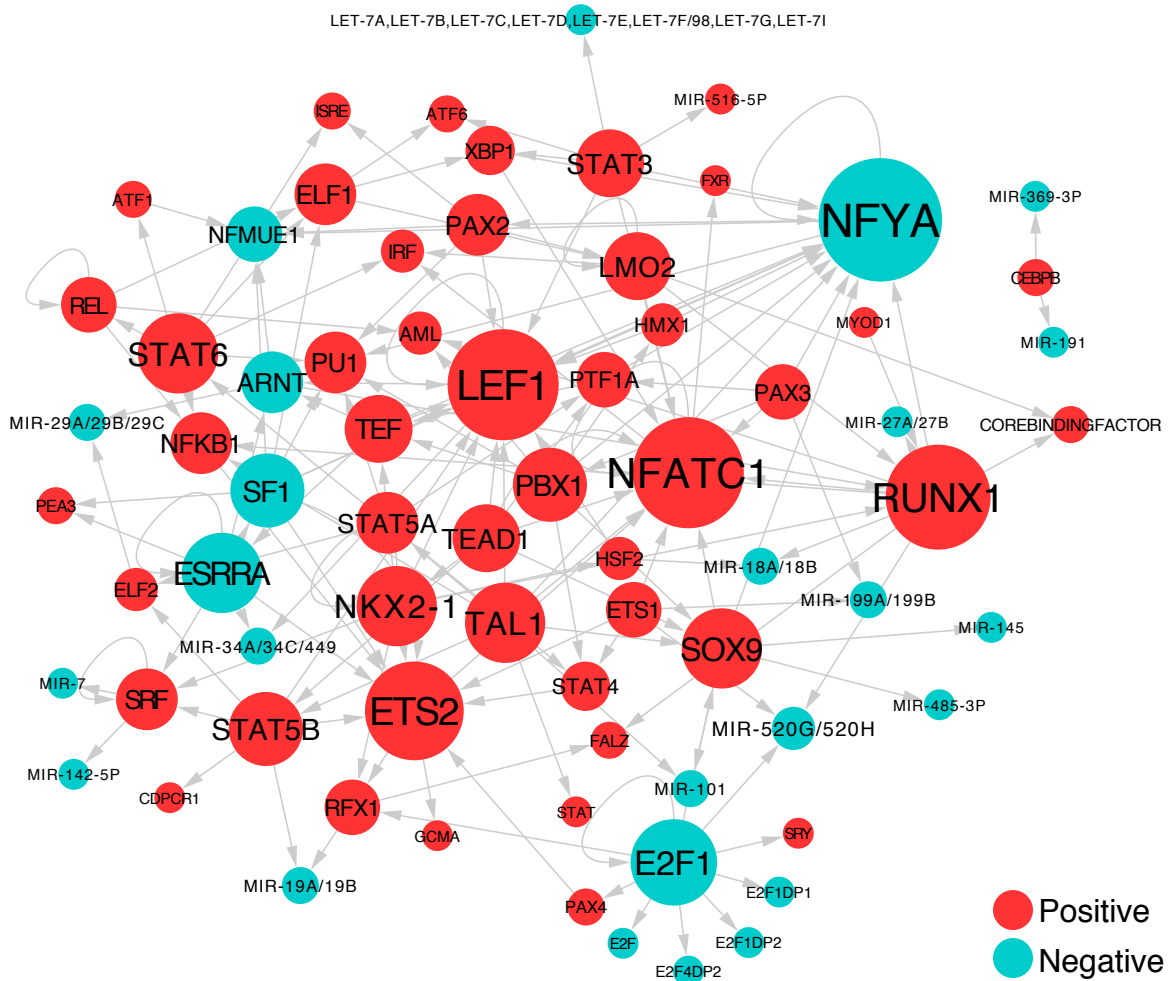 LET-7A,LET-7B,LET-7C,LET-7D,LET-7E,LET-7F/98,LET-7G,LET-7I
MIR-516-5P
ISRE
ATF6
XBP1
STAT3
FXR
ELF1
ATF1
NFMUE1
PAX2
NFYA
MIR-369-3P
CEBPB
MIR-191
IRF
LMO2
REL
MYOD1
HMX1
AML
STAT6
PU1
ARNT
LEF1
PTF1A
PAX3
MIR-29A/29B/29C
NFKB1
TEF
MIR-27A/27B
COREBINDINGFACTOR
NFATC1
PBX1
SF1
RUNX1
PEA3
STAT5A
TEAD1
HSF2
MIR-18A/18B
ESRRA
ELF2
NKX2-1
TAL1
ETS1
MIR-199A/199B
MIR-145
MIR-34A/34C/449
SOX9
MIR-7
SRF
STAT4
MIR-485-3P
STAT5B
ETS2
MIR-520G/520H
FALZ
MIR-142-5P
CDPCR1
RFX1
GCMA
STAT
MIR-101
SRY
E2F1
MIR-19A/19B
PAX4
E2F1DP1
E2F
E2F1DP2
E2F4DP2
Positive
Negative